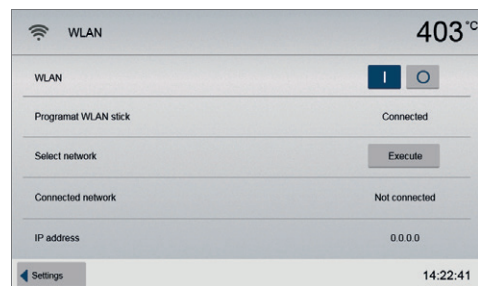 WLAN 403°C
WLAN I O
Programat WLAN stick Connected
Select network Execute
Connected network Not connected
IP address 0.0.0.0
Settings 14:22:41